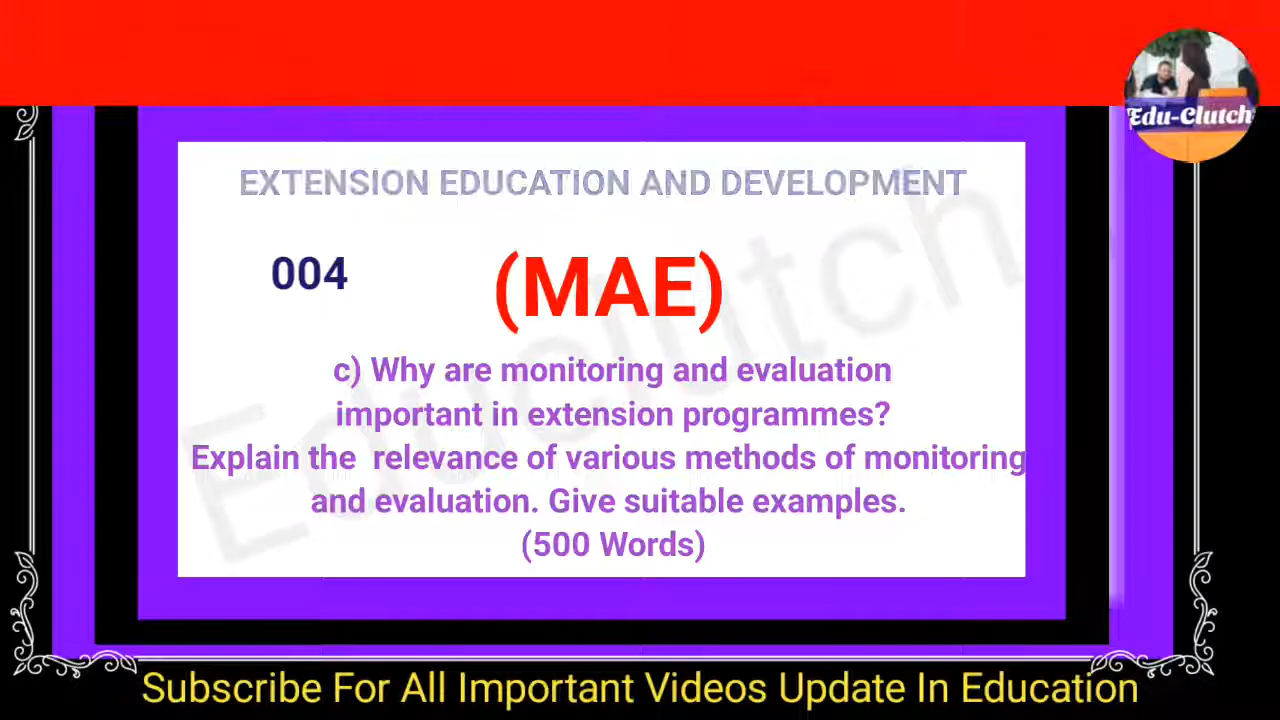 Edu-Clutch
EXTENSION EDUCATION AND DEVELOPMENT
004
(MAE)
c) Why are monitoring and evaluation
important in extension programmes?
Explain the relevance of various methods of monitoring
and evaluation. Give suitable examples.
(500 Words)
Educlutch
Subscribe For All Important Videos Update In Education